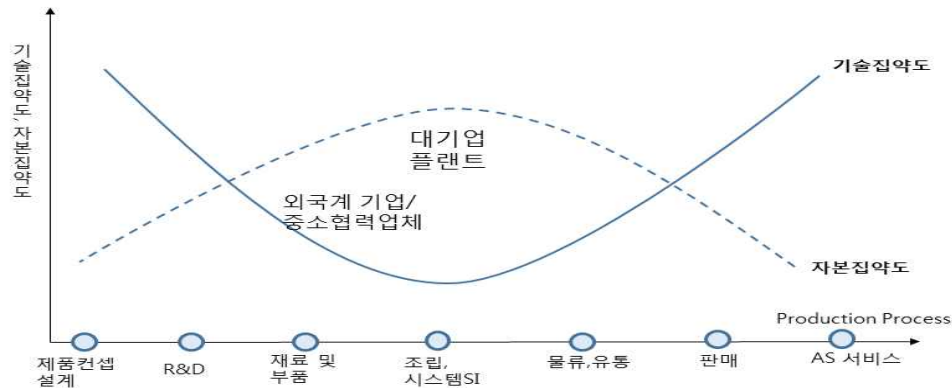 기술집약도,자본집약도
기술집약도
대기업
플랜트
외국계 기업/
중소협력업체
자본집약도
Production Process
제품컨셉
설계
R&D
재료 및
부품
조립,
시스템SI
물류,유통
판매
AS 서비스